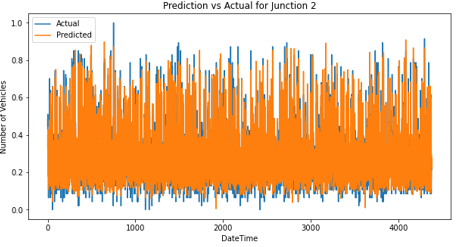 Prediction vs Actual for Junction 2
Actual
Predicted
Number of Vehicles
1.0
0.8
0.6
0.4
0.2
0.0
0 1000 2000 3000 4000
DateTime